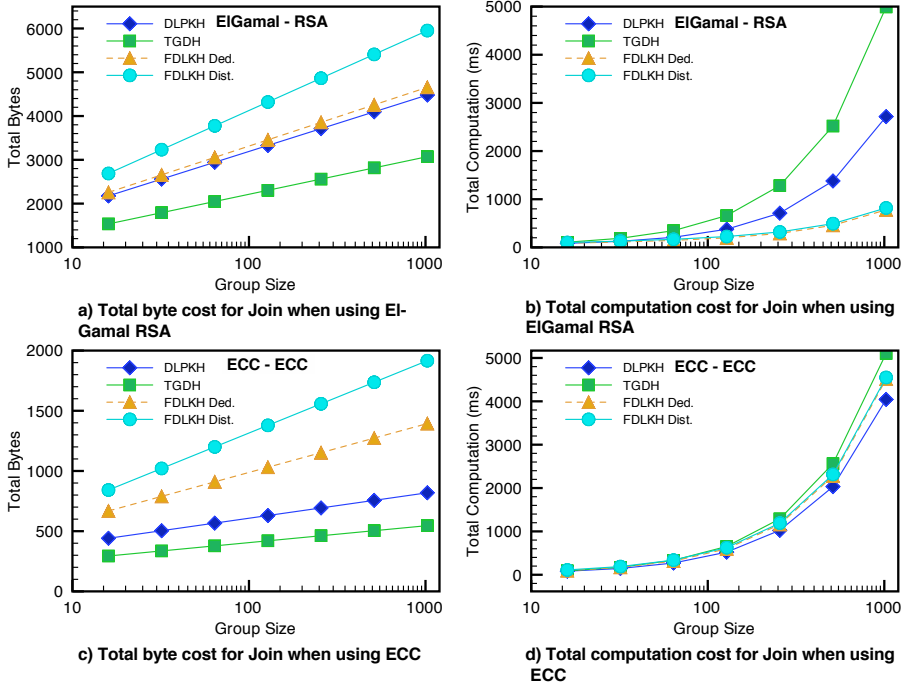 ElGamal - RSA
DLPKH
TGDH
FDLKH Ded.
FDLKH Dist.
Total Bytes
6000
5000
4000
3000
2000
1000
10
100
1000
Group Size
a) Total byte cost for Join when using El-
Gamal RSA
ElGamal - RSA
DLPKH
TGDH
FDLKH Ded.
FDLKH Dist.
Total Computation (ms)
5000
4000
3000
2000
1000
0
10
100
1000
Group Size
b) Total computation cost for Join when using
ElGamal RSA
ECC - ECC
DLPKH
TGDH
FDLKH Ded.
FDLKH Dist.
Total Bytes
2000
1500
1000
500
0
10
100
1000
Group Size
c) Total byte cost for Join when using ECC
ECC - ECC
DLPKH
TGDH
FDLKH Ded.
FDLKH Dist.
Total Computation (ms)
5000
4000
3000
2000
1000
0
10
100
1000
Group Size
d) Total computation cost for Join when using
ECC